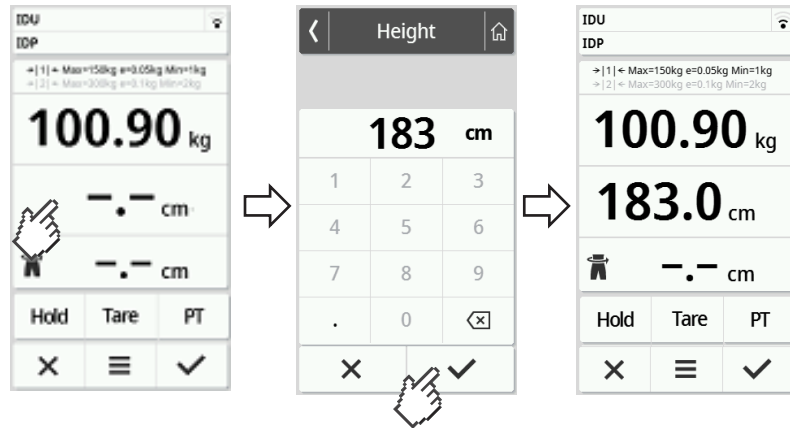 IDU
IDP
→|1|← Max=150kg e=0.05kg Min=1kg
→|2|← Max=300kg e=0.1kg Min=2kg
100.90 kg
–.– cm
–.– cm
Hold Tare PT
Height
183 cm
1 2 3
4 5 6
7 8 9
. 0
IDU
IDP
→|1|← Max=150kg e=0.05kg Min=1kg
→|2|← Max=300kg e=0.1kg Min=2kg
100.90 kg
183.0 cm
–.– cm
Hold Tare PT